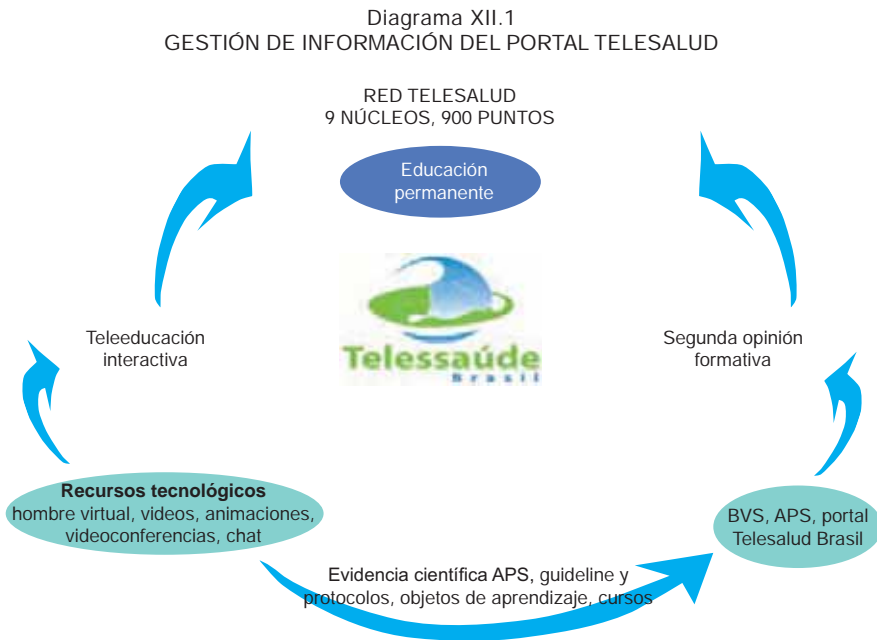 Diagrama XII.1
GESTIÓN DE INFORMACIÓN DEL PORTAL TELESALUD
RED TELESALUD
9 NÚCLEOS, 900 PUNTOS
Educación
permanente
Telessaúde
Brasil
Teleeducación
interactiva
Segunda opinión
formativa
Recursos tecnológicos
hombre virtual, videos, animaciones,
videoconferencias, chat
BVS, APS, portal
Telesalud Brasil
Evidencia científica APS, guideline y
protocolos, objetos de aprendizaje, cursos